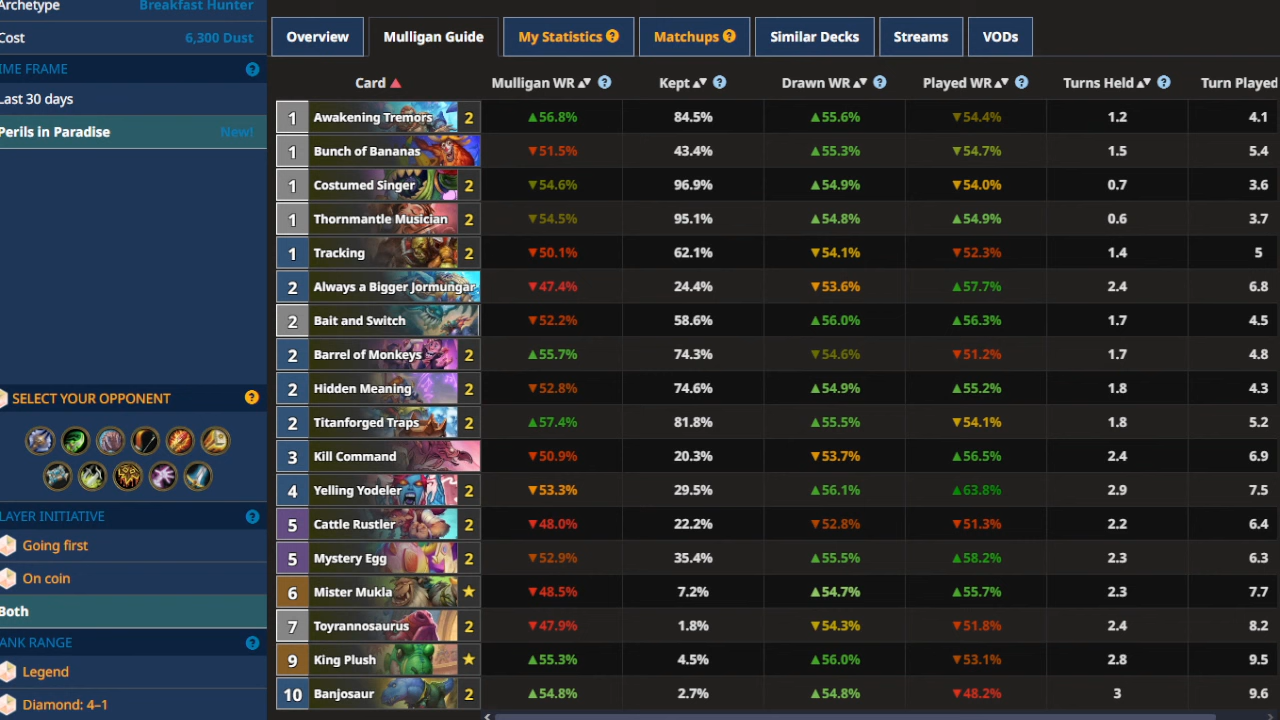 Archetype Breakfast Hunter
Cost 6,300 Dust
IME FRAME ?
Last 30 days
Perils in Paradise New!
SELECT YOUR OPPONENT ?
LAYER INITIATIVE ?
Going first
On coin
Both
ANK RANGE ?
Legend
Diamond: 4–1
Overview Mulligan Guide My Statistics ? Matchups ? Similar Decks Streams VODs
Card ▲ Mulligan WR ▲▼ ? Kept ▲▼ ? Drawn WR ▲▼ ? Played WR ▲▼ ? Turns Held ▲▼ ? Turn Played
1 Awakening Tremors 2 ▲56.8% 84.5% ▲55.6% ▼54.4% 1.2 4.1
1 Bunch of Bananas ▼51.5% 43.4% ▲55.3% ▼54.7% 1.5 5.4
1 Costumed Singer 2 ▼54.6% 96.9% ▲54.9% ▼54.0% 0.7 3.6
1 Thornmantle Musician 2 ▼54.5% 95.1% ▲54.8% ▲54.9% 0.6 3.7
1 Tracking 2 ▼50.1% 62.1% ▼54.1% ▼52.3% 1.4 5
2 Always a Bigger Jormungar ▼47.4% 24.4% ▼53.6% ▲57.7% 2.4 6.8
2 Bait and Switch ▼52.2% 58.6% ▲56.0% ▲56.3% 1.7 4.5
2 Barrel of Monkeys 2 ▲55.7% 74.3% ▼54.6% ▼51.2% 1.7 4.8
2 Hidden Meaning 2 ▼52.8% 74.6% ▲54.9% ▲55.2% 1.8 4.3
2 Titanforged Traps 2 ▲57.4% 81.8% ▲55.5% ▼54.1% 1.8 5.2
3 Kill Command ▼50.9% 20.3% ▼53.7% ▲56.5% 2.4 6.9
4 Yelling Yodeler 2 ▼53.3% 29.5% ▲56.1% ▲63.8% 2.9 7.5
5 Cattle Rustler 2 ▼48.0% 22.2% ▼52.8% ▼51.3% 2.2 6.4
5 Mystery Egg 2 ▼52.9% 35.4% ▲55.5% ▲58.2% 2.3 6.3
6 Mister Mukla ★ ▼48.5% 7.2% ▲54.7% ▲55.7% 2.3 7.7
7 Toyrannosaurus 2 ▼47.9% 1.8% ▼54.3% ▼51.8% 2.4 8.2
9 King Plush ★ ▲55.3% 4.5% ▲56.0% ▼53.1% 2.8 9.5
10 Banjosaur 2 ▲54.8% 2.7% ▲54.8% ▼48.2% 3 9.6